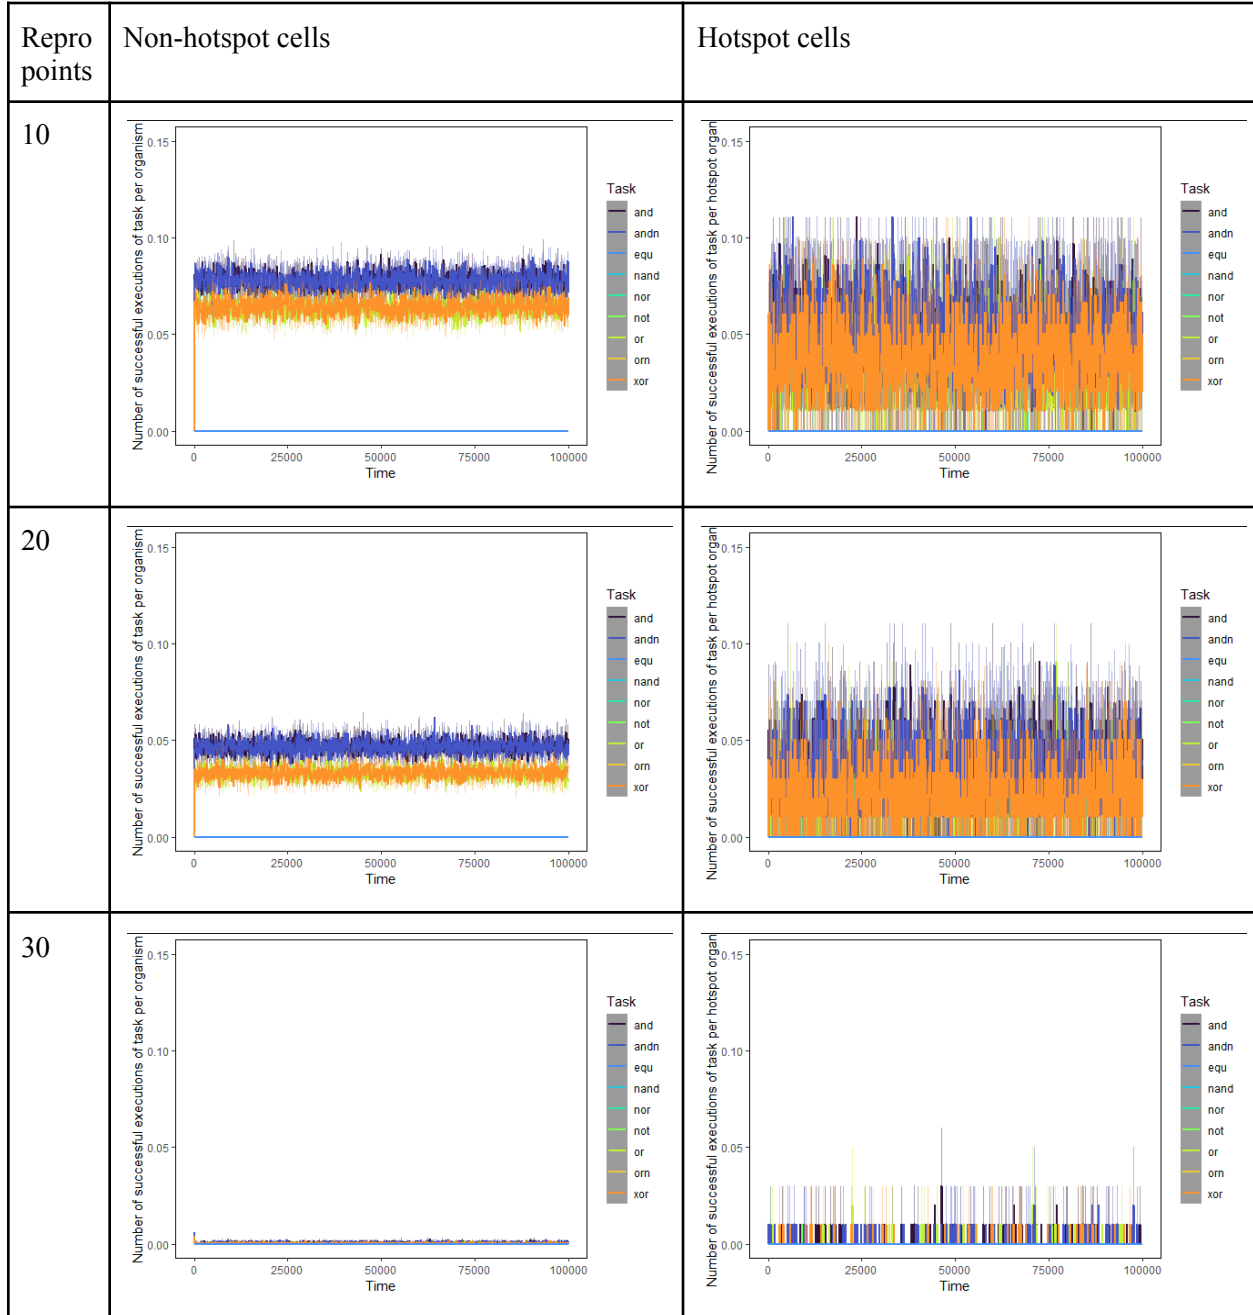 Repro
points
Non-hotspot cells
Hotspot cells
10
Number of successful executions of task per organism
0.15
0.10
0.05
0.00
0
25000
50000
75000
100000
Time
Task
and
andn
equ
nand
nor
not
or
orn
xor
Number of successful executions of task per hotspot organ
0.15
0.10
0.05
0.00
0
25000
50000
75000
100000
Time
Task
and
andn
equ
nand
nor
not
or
orn
xor
20
Number of successful executions of task per organism
0.15
0.10
0.05
0.00
0
25000
50000
75000
100000
Time
Task
and
andn
equ
nand
nor
not
or
orn
xor
Number of successful executions of task per hotspot organ
0.15
0.10
0.05
0.00
0
25000
50000
75000
100000
Time
Task
and
andn
equ
nand
nor
not
or
orn
xor
30
Number of successful executions of task per organism
0.15
0.10
0.05
0.00
0
25000
50000
75000
100000
Time
Task
and
andn
equ
nand
nor
not
or
orn
xor
Number of successful executions of task per hotspot organ
0.15
0.10
0.05
0.00
0
25000
50000
75000
100000
Time
Task
and
andn
equ
nand
nor
not
or
orn
xor